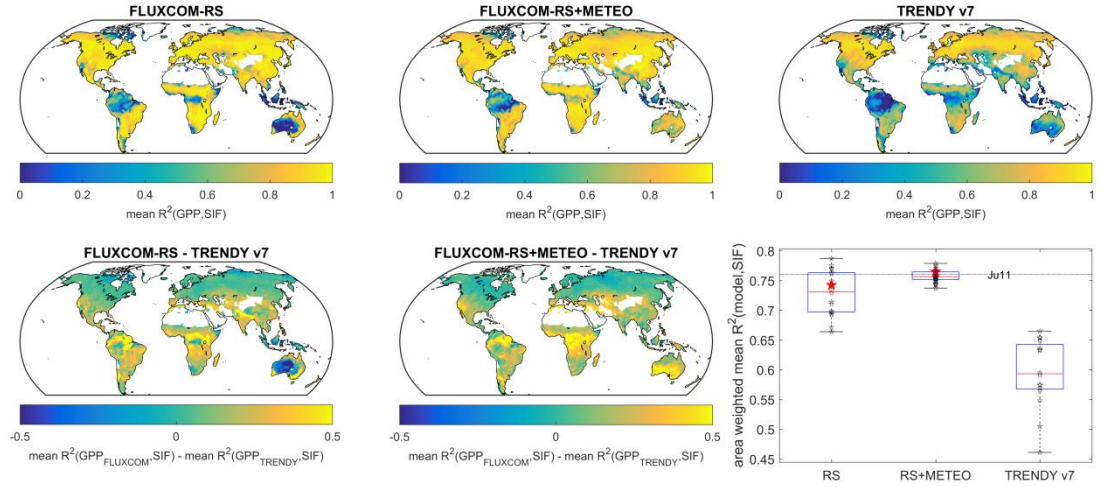 FLUXCOM-RS
FLUXCOM-RS+METEO
TRENDY v7
0 0.2 0.4 0.6 0.8 1
mean R²(GPP,SIF)
0 0.2 0.4 0.6 0.8 1
mean R²(GPP,SIF)
0 0.2 0.4 0.6 0.8 1
mean R²(GPP,SIF)
FLUXCOM-RS - TRENDY v7
FLUXCOM-RS+METEO - TRENDY v7
-0.5 0 0.5
mean R²(GPP_FLUXCOM,SIF) - mean R²(GPP_TRENDY,SIF)
-0.5 0 0.5
mean R²(GPP_FLUXCOM,SIF) - mean R²(GPP_TRENDY,SIF)
area weighted mean R²(model,SIF)
0.8
0.75
0.7
0.65
0.6
0.55
0.5
0.45
Ju11
RS RS+METEO TRENDY v7